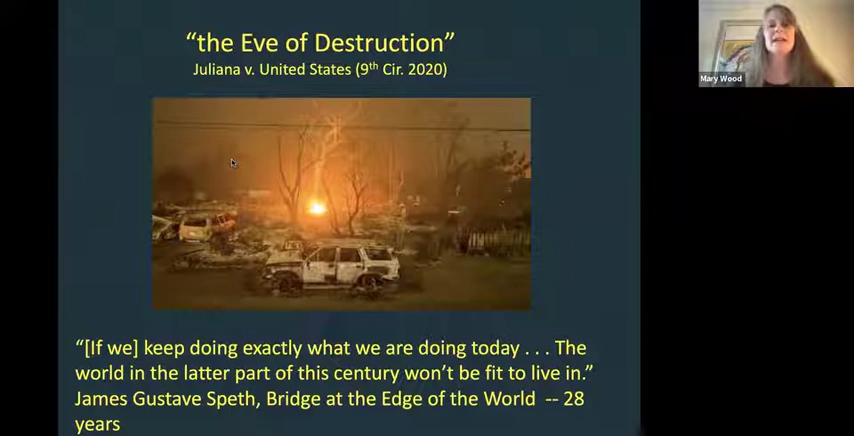 “the Eve of Destruction”
Juliana v. United States (9th Cir. 2020)
Mary Wood
“[If we] keep doing exactly what we are doing today . . . The
world in the latter part of this century won’t be fit to live in.”
James Gustave Speth, Bridge at the Edge of the World -- 28
years